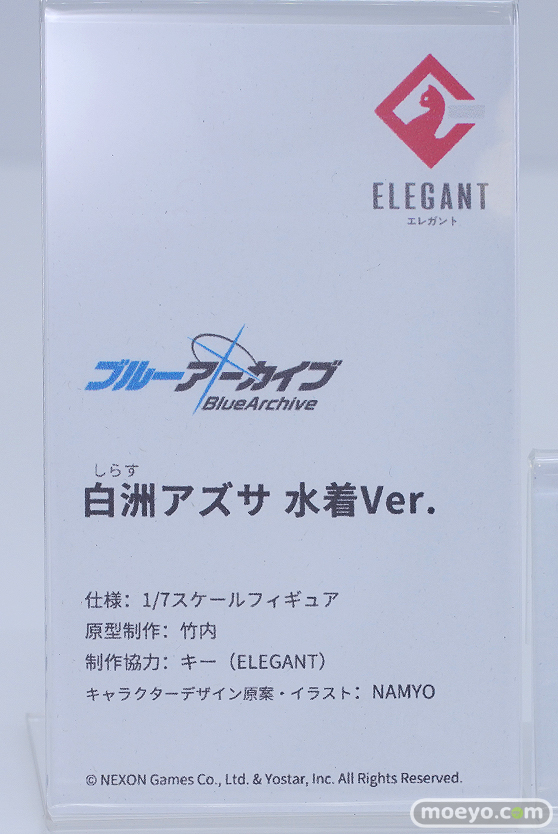 ELEGANT
エレガント
ブルーアーカイブ
BlueArchive
しらす
白洲アズサ 水着Ver.
仕様：1/7スケールフィギュア
原型制作：竹内
制作協力：キー（ELEGANT）
キャラクターデザイン原案・イラスト：NAMYO
© NEXON Games Co., Ltd. & Yostar, Inc. All Rights Reserved.
moeyo.com